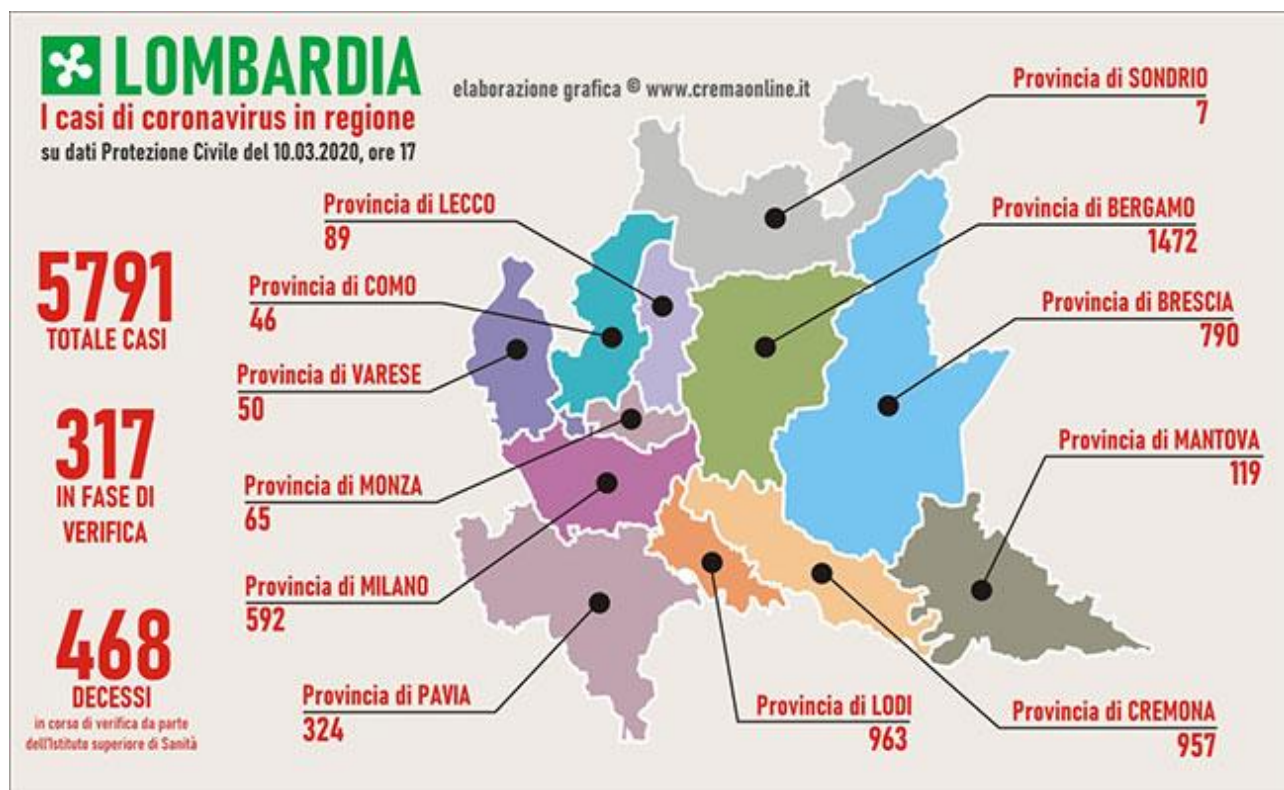 LOMBARDIA
I casi di coronavirus in regione
su dati Protezione Civile del 10.03.2020, ore 17
elaborazione grafica © www.cremaonline.it
5791
TOTALE CASI
317
IN FASE DI
VERIFICA
468
DECESSI
in corso di verifica da parte
dell'Istituto superiore di Sanità
Provincia di LECCO
89
Provincia di COMO
46
Provincia di VARESE
50
Provincia di MONZA
65
Provincia di MILANO
592
Provincia di PAVIA
324
Provincia di SONDRIO
7
Provincia di BERGAMO
1472
Provincia di BRESCIA
790
Provincia di MANTOVA
119
Provincia di LODI
963
Provincia di CREMONA
957